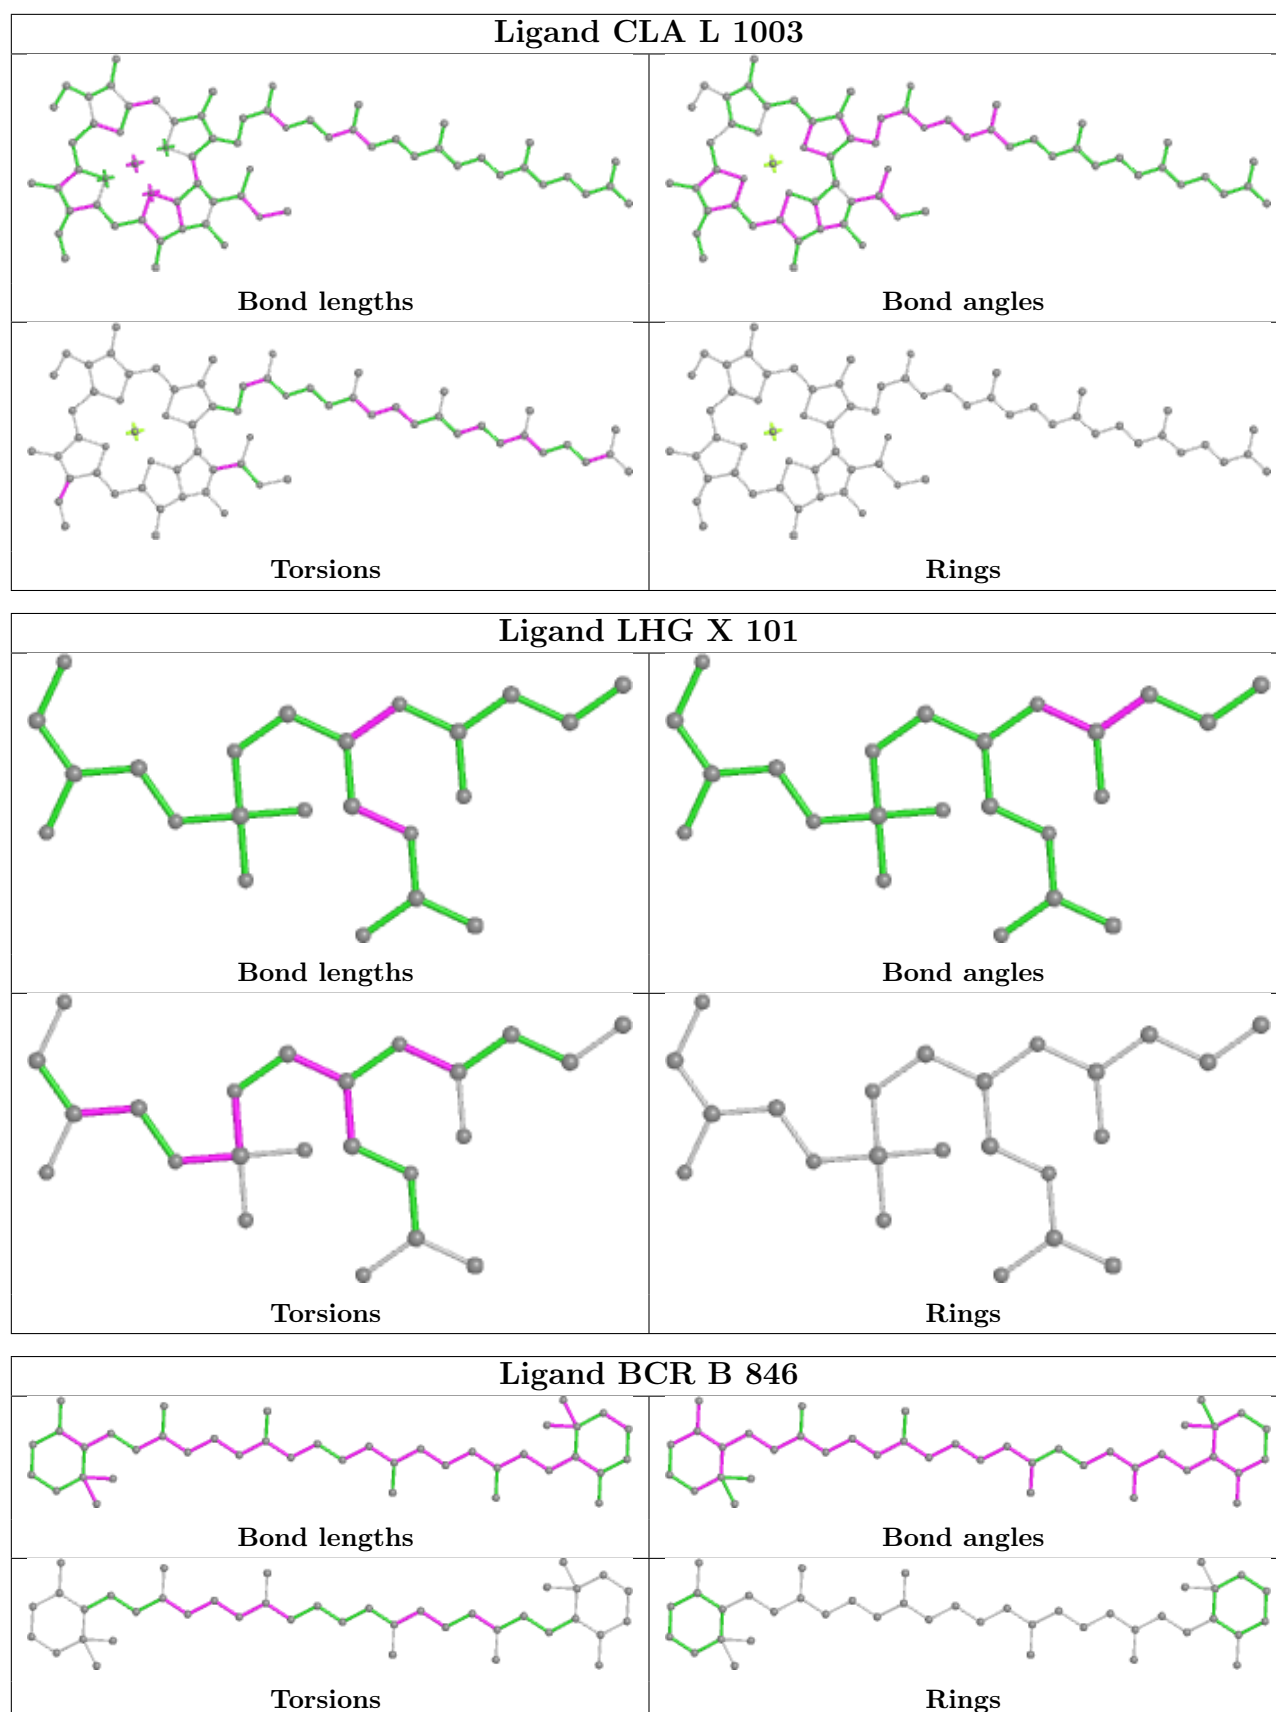 Ligand CLA L 1003
Bond lengths
Bond angles
Torsions
Rings
Ligand LHG X 101
Bond lengths
Bond angles
Torsions
Rings
Ligand BCR B 846
Bond lengths
Bond angles
Torsions
Rings